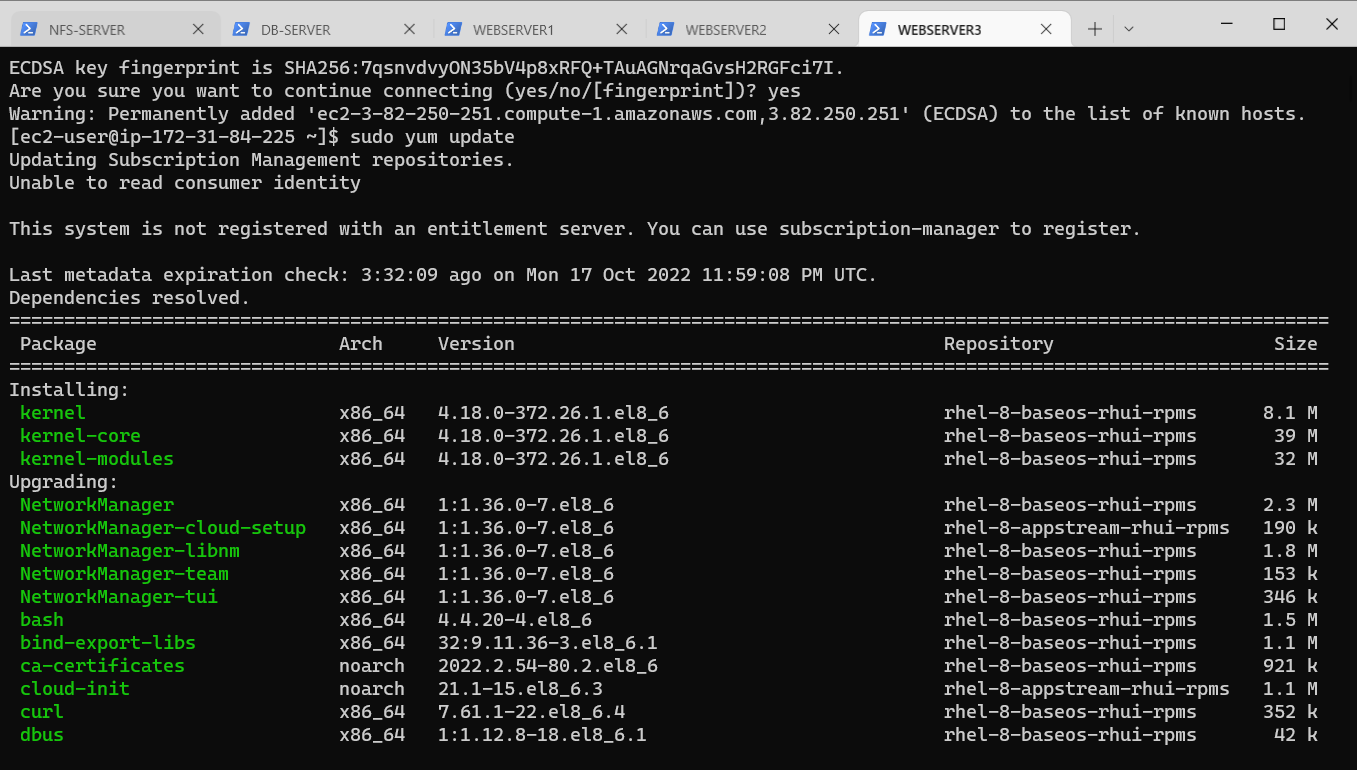 NFS-SERVER DB-SERVER WEBSERVER1 WEBSERVER2 WEBSERVER3
ECDSA key fingerprint is SHA256:7qsnvdvyON35bV4p8xRFQ+TAuAGNrqaGvsH2RGFci7I.
Are you sure you want to continue connecting (yes/no/[fingerprint])? yes
Warning: Permanently added 'ec2-3-82-250-251.compute-1.amazonaws.com,3.82.250.251' (ECDSA) to the list of known hosts.
[ec2-user@ip-172-31-84-225 ~]$ sudo yum update
Updating Subscription Management repositories.
Unable to read consumer identity
This system is not registered with an entitlement server. You can use subscription-manager to register.
Last metadata expiration check: 3:32:09 ago on Mon 17 Oct 2022 11:59:08 PM UTC.
Dependencies resolved.
========================================================================================================================
Package Arch Version Repository Size
========================================================================================================================
Installing:
kernel x86_64 4.18.0-372.26.1.el8_6 rhel-8-baseos-rhui-rpms 8.1 M
kernel-core x86_64 4.18.0-372.26.1.el8_6 rhel-8-baseos-rhui-rpms 39 M
kernel-modules x86_64 4.18.0-372.26.1.el8_6 rhel-8-baseos-rhui-rpms 32 M
Upgrading:
NetworkManager x86_64 1:1.36.0-7.el8_6 rhel-8-baseos-rhui-rpms 2.3 M
NetworkManager-cloud-setup x86_64 1:1.36.0-7.el8_6 rhel-8-appstream-rhui-rpms 190 k
NetworkManager-libnm x86_64 1:1.36.0-7.el8_6 rhel-8-baseos-rhui-rpms 1.8 M
NetworkManager-team x86_64 1:1.36.0-7.el8_6 rhel-8-baseos-rhui-rpms 153 k
NetworkManager-tui x86_64 1:1.36.0-7.el8_6 rhel-8-baseos-rhui-rpms 346 k
bash x86_64 4.4.20-4.el8_6 rhel-8-baseos-rhui-rpms 1.5 M
bind-export-libs x86_64 32:9.11.36-3.el8_6.1 rhel-8-baseos-rhui-rpms 1.1 M
ca-certificates noarch 2022.2.54-80.2.el8_6 rhel-8-baseos-rhui-rpms 921 k
cloud-init noarch 21.1-15.el8_6.3 rhel-8-appstream-rhui-rpms 1.1 M
curl x86_64 7.61.1-22.el8_6.4 rhel-8-baseos-rhui-rpms 352 k
dbus x86_64 1:1.12.8-18.el8_6.1 rhel-8-baseos-rhui-rpms 42 k